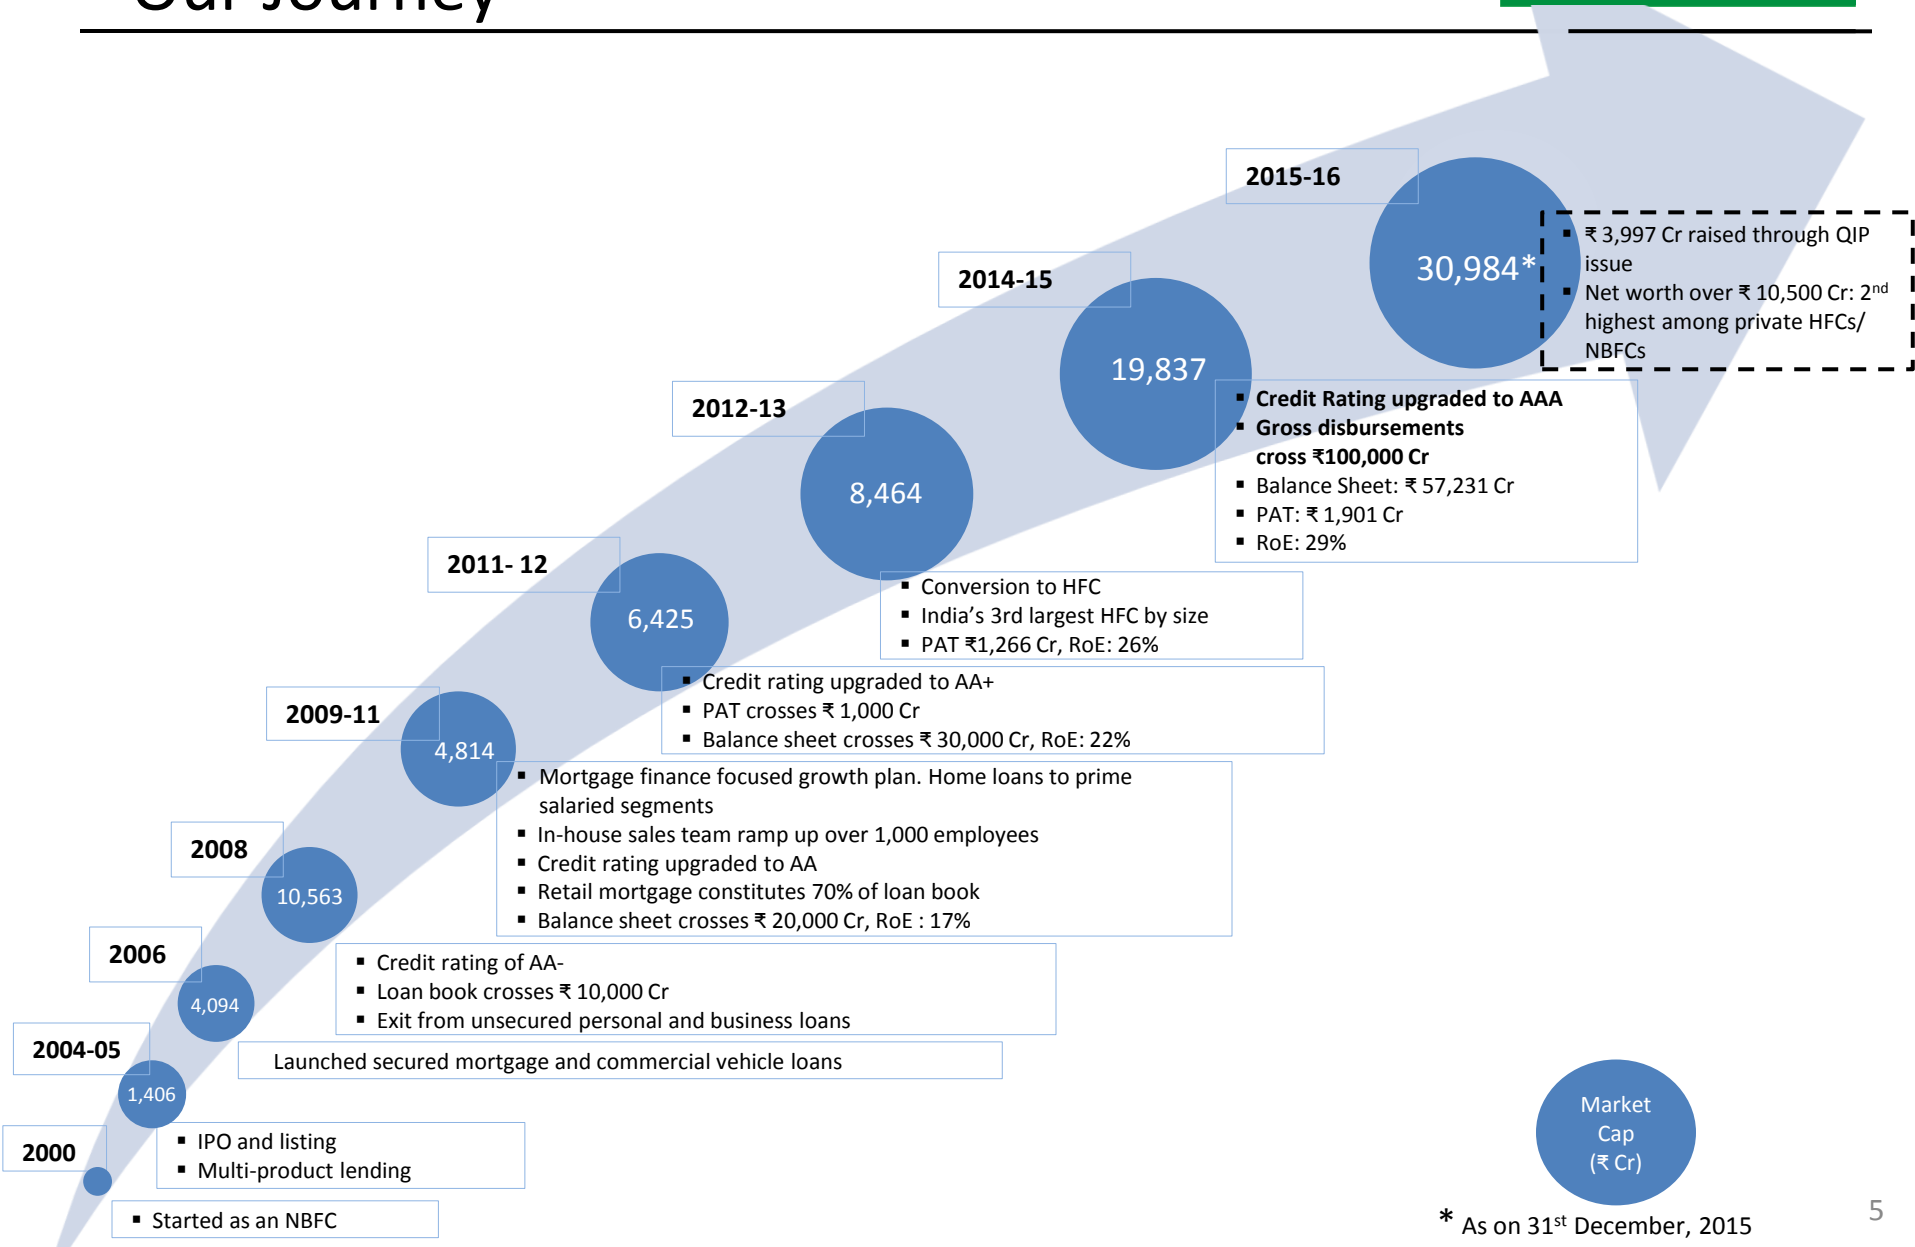 Our Journey
2015-16
30,984*
▪ ₹ 3,997 Cr raised through QIP
issue
▪ Net worth over ₹ 10,500 Cr: 2nd
highest among private HFCs/
NBFCs
2014-15
19,837
▪ Credit Rating upgraded to AAA
▪ Gross disbursements
cross ₹100,000 Cr
▪ Balance Sheet: ₹ 57,231 Cr
▪ PAT: ₹ 1,901 Cr
▪ RoE: 29%
2012-13
8,464
▪ Conversion to HFC
▪ India’s 3rd largest HFC by size
▪ PAT ₹1,266 Cr, RoE: 26%
2011- 12
6,425
▪ Credit rating upgraded to AA+
▪ PAT crosses ₹ 1,000 Cr
▪ Balance sheet crosses ₹ 30,000 Cr, RoE: 22%
2009-11
4,814
▪ Mortgage finance focused growth plan. Home loans to prime
salaried segments
▪ In-house sales team ramp up over 1,000 employees
▪ Credit rating upgraded to AA
▪ Retail mortgage constitutes 70% of loan book
▪ Balance sheet crosses ₹ 20,000 Cr, RoE : 17%
2008
10,563
▪ Credit rating of AA-
▪ Loan book crosses ₹ 10,000 Cr
▪ Exit from unsecured personal and business loans
2006
4,094
Launched secured mortgage and commercial vehicle loans
2004-05
1,406
▪ IPO and listing
▪ Multi-product lending
2000
▪ Started as an NBFC
Market
Cap
(₹ Cr)
* As on 31st December, 2015
5